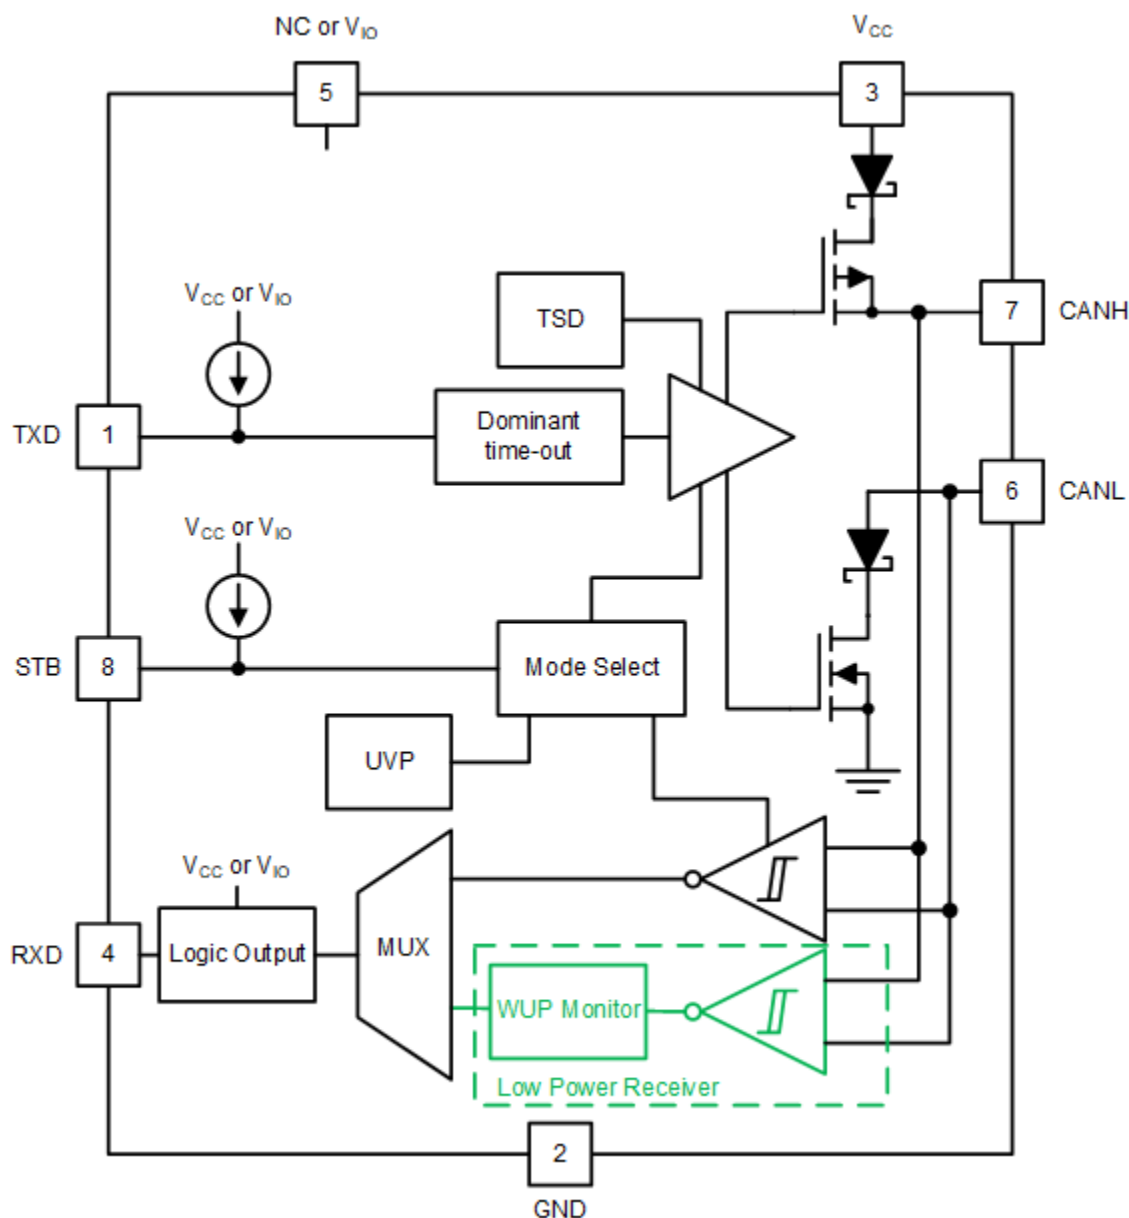 NC or VIO
VCC
5
3
VCC or VIO
TSD
7
CANH
TXD
1
Dominant
time-out
6
CANL
VCC or VIO
STB
8
Mode Select
UVP
VCC or VIO
RXD
4
Logic Output
MUX
WUP Monitor
Low Power Receiver
2
GND